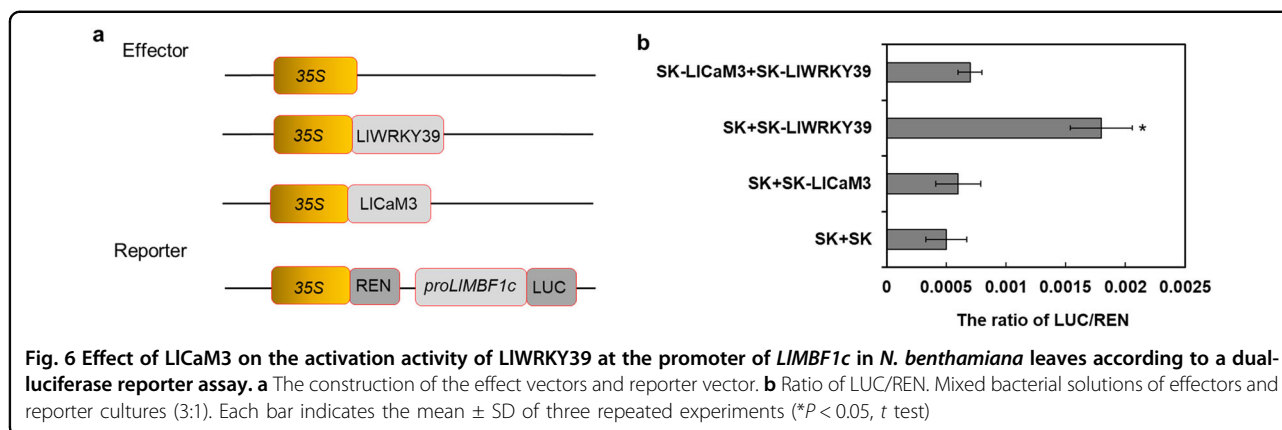 a
Effector
35S
35S LlWRKY39
35S LlCaM3
Reporter
35S REN proLlMBF1c LUC
b
SK-LlCaM3+SK-LlWRKY39
SK+SK-LlWRKY39 *
SK+SK-LlCaM3
SK+SK
0 0.0005 0.001 0.0015 0.002 0.0025
The ratio of LUC/REN
Fig. 6 Effect of LlCaM3 on the activation activity of LlWRKY39 at the promoter of LlMBF1c in N. benthamiana leaves according to a dual-
luciferase reporter assay. a The construction of the effect vectors and reporter vector. b Ratio of LUC/REN. Mixed bacterial solutions of effectors and
reporter cultures (3:1). Each bar indicates the mean ± SD of three repeated experiments (*P < 0.05, t test)